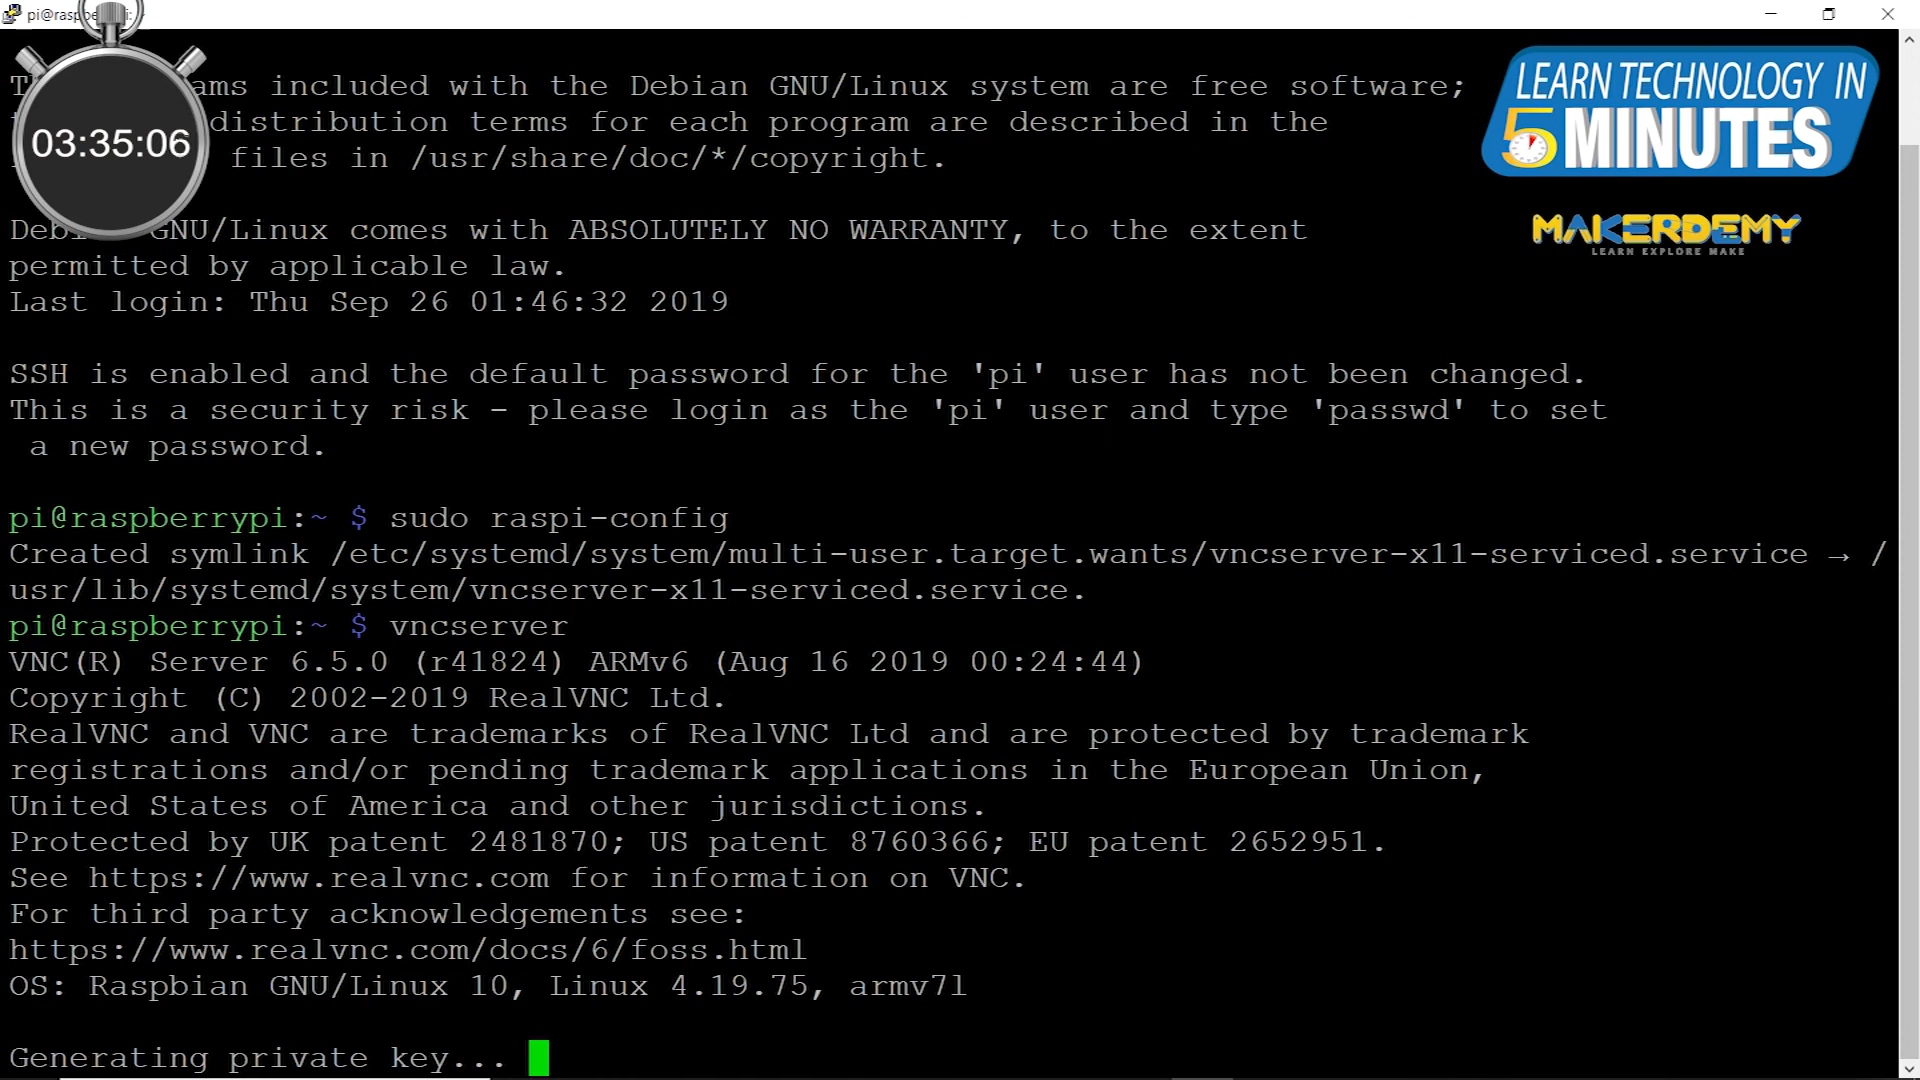 pi@raspbe
LEARN TECHNOLOGY IN
5 MINUTES
MAKERDEMY
LEARN EXPLORE MAKE
03:35:06
ams included with the Debian GNU/Linux system are free software;
distribution terms for each program are described in the
files in /usr/share/doc/*/copyright.
GNU/Linux comes with ABSOLUTELY NO WARRANTY, to the extent
permitted by applicable law.
Last login: Thu Sep 26 01:46:32 2019
SSH is enabled and the default password for the 'pi' user has not been changed.
This is a security risk - please login as the 'pi' user and type 'passwd' to set
a new password.
pi@raspberrypi:~ $ sudo raspi-config
Created symlink /etc/systemd/system/multi-user.target.wants/vncserver-x11-serviced.service → /
usr/lib/systemd/system/vncserver-x11-serviced.service.
pi@raspberrypi:~ $ vncserver
VNC(R) Server 6.5.0 (r41824) ARMv6 (Aug 16 2019 00:24:44)
Copyright (C) 2002-2019 RealVNC Ltd.
RealVNC and VNC are trademarks of RealVNC Ltd and are protected by trademark
registrations and/or pending trademark applications in the European Union,
United States of America and other jurisdictions.
Protected by UK patent 2481870; US patent 8760366; EU patent 2652951.
See https://www.realvnc.com for information on VNC.
For third party acknowledgements see:
https://www.realvnc.com/docs/6/foss.html
OS: Raspbian GNU/Linux 10, Linux 4.19.75, armv7l
Generating private key...